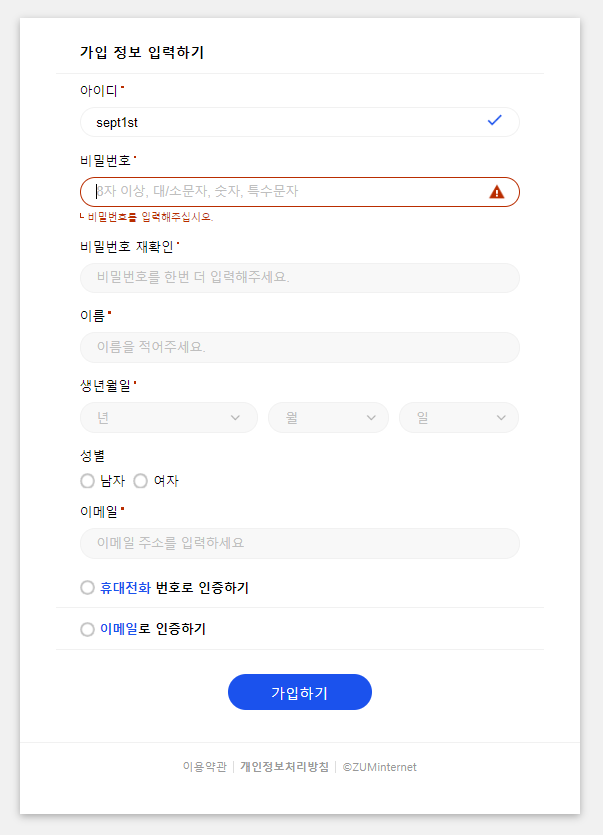 가입 정보 입력하기
아이디
sept1st
비밀번호
8자 이상, 대/소문자, 숫자, 특수문자
비밀번호를 입력해주십시오.
비밀번호 재확인
비밀번호를 한번 더 입력해주세요.
이름
이름을 적어주세요.
생년월일
년 월 일
성별
남자 여자
이메일
이메일 주소를 입력하세요
휴대전화 번호로 인증하기
이메일로 인증하기
가입하기
이용약관 | 개인정보처리방침 | ©ZUMinternet